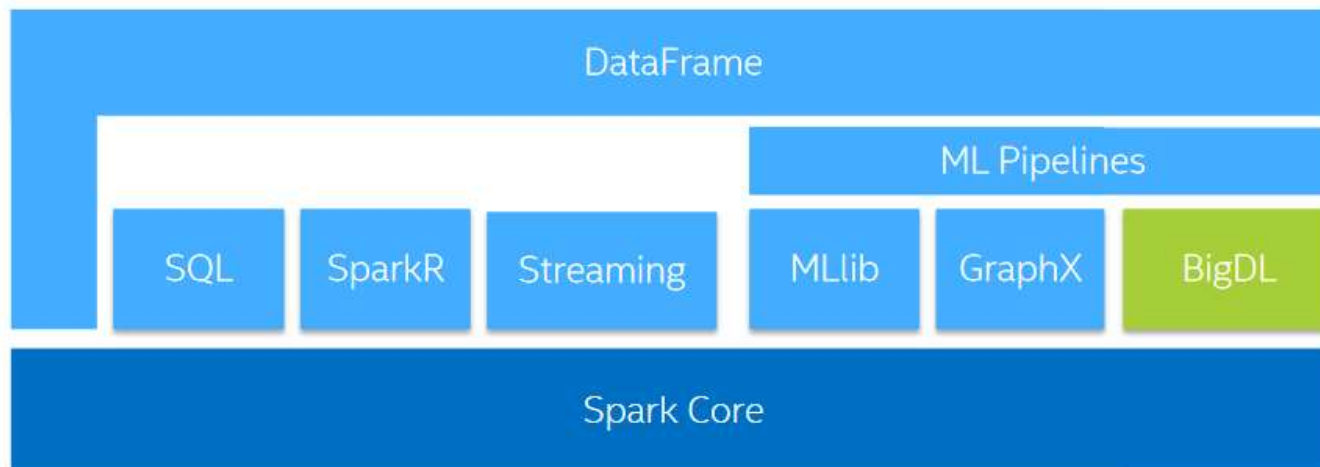 DataFrame
ML Pipelines
SQL
SparkR
Streaming
MLlib
GraphX
BigDL
Spark Core